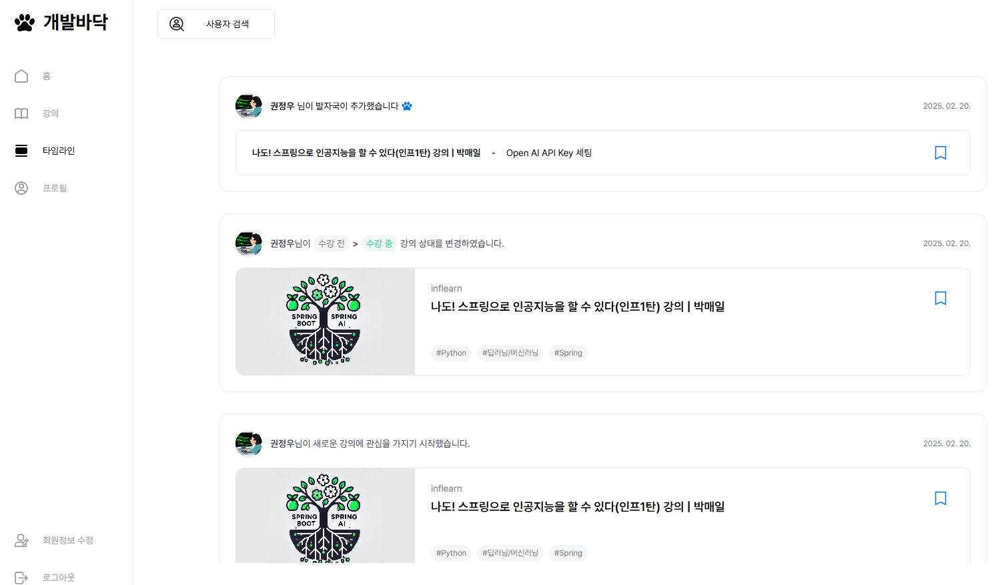 개발바닥
사용자 검색
홈
강의
타임라인
프로필
회원정보 수정
로그아웃
권정우 님이 발자국이 추가했습니다
2025. 02. 20.
나도! 스프링으로 인공지능을 할 수 있다(인프1탄) 강의 | 박매일 - Open AI API Key 세팅
권정우님이 수강 전 > 수강 중 강의 상태를 변경하였습니다.
2025. 02. 20.
SPRING BOOT
SPRING AI
inflearn
나도! 스프링으로 인공지능을 할 수 있다(인프1탄) 강의 | 박매일
#Python #딥러닝/머신러닝 #Spring
권정우님이 새로운 강의에 관심을 가지기 시작했습니다.
2025. 02. 20.
SPRING BOOT
SPRING AI
inflearn
나도! 스프링으로 인공지능을 할 수 있다(인프1탄) 강의 | 박매일
#Python #딥러닝/머신러닝 #Spring